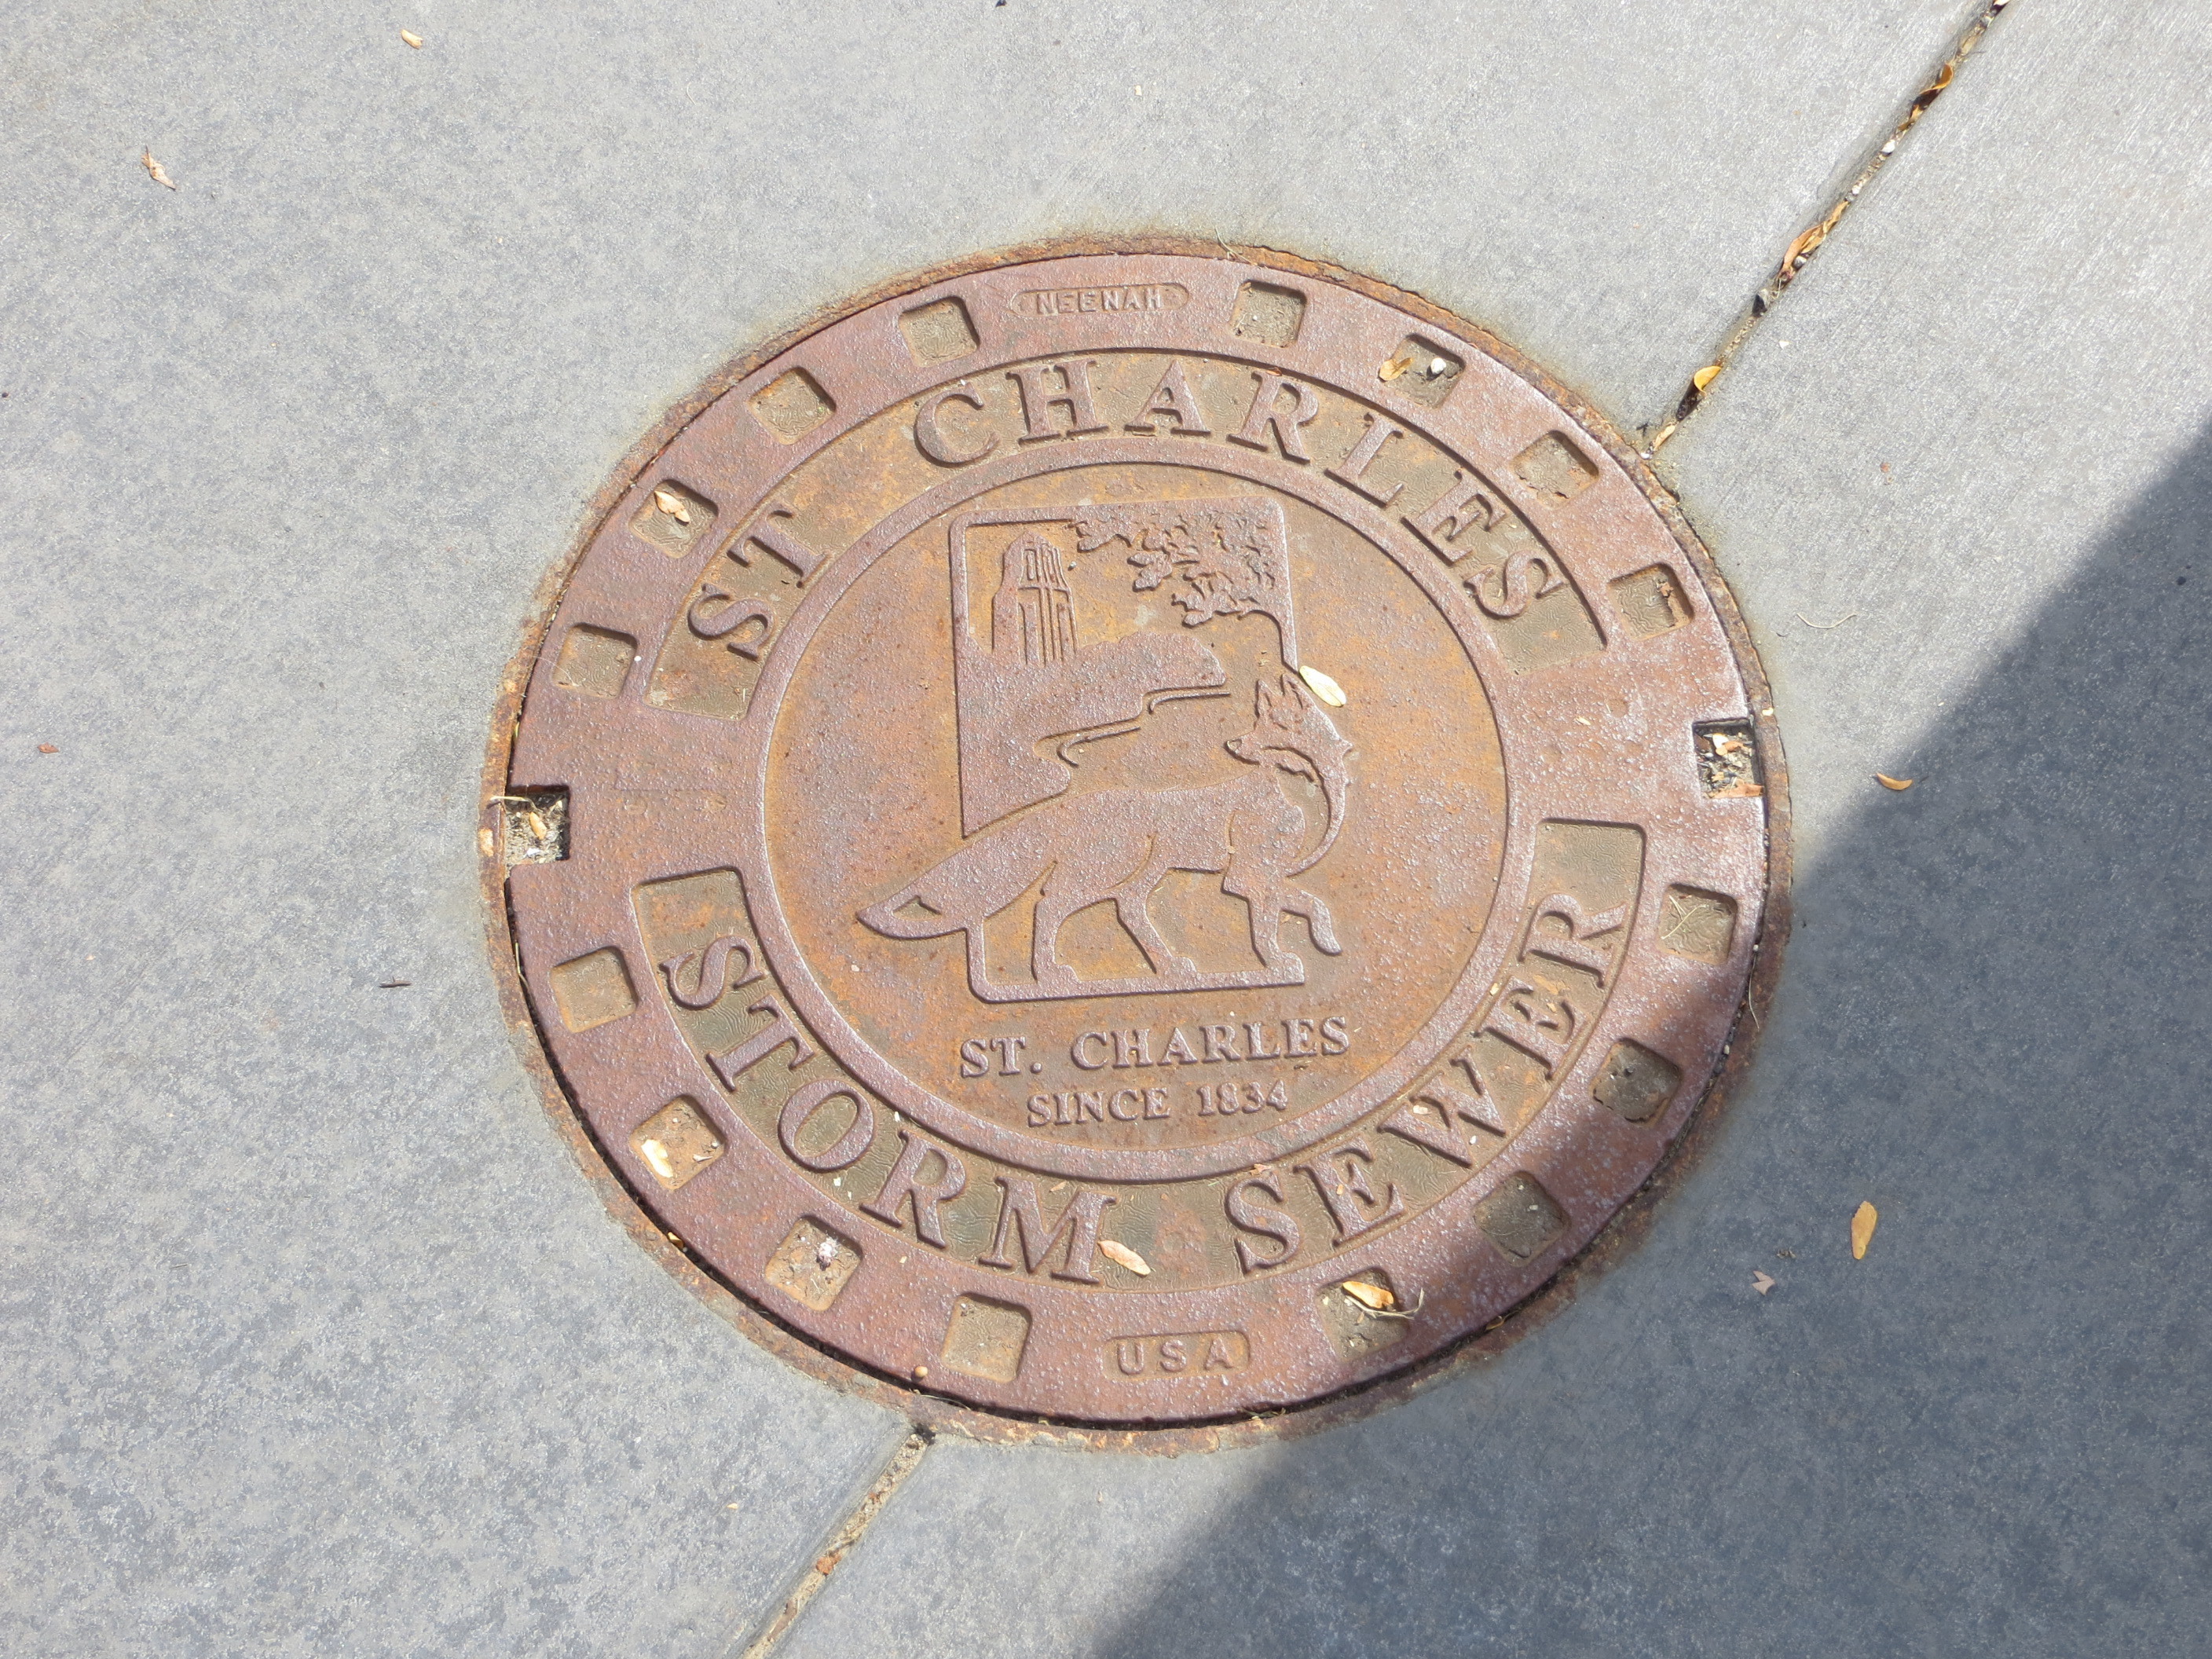 NEENAH
ST CHARLES
ST. CHARLES
SINCE 1834
STORM SEWER
USA